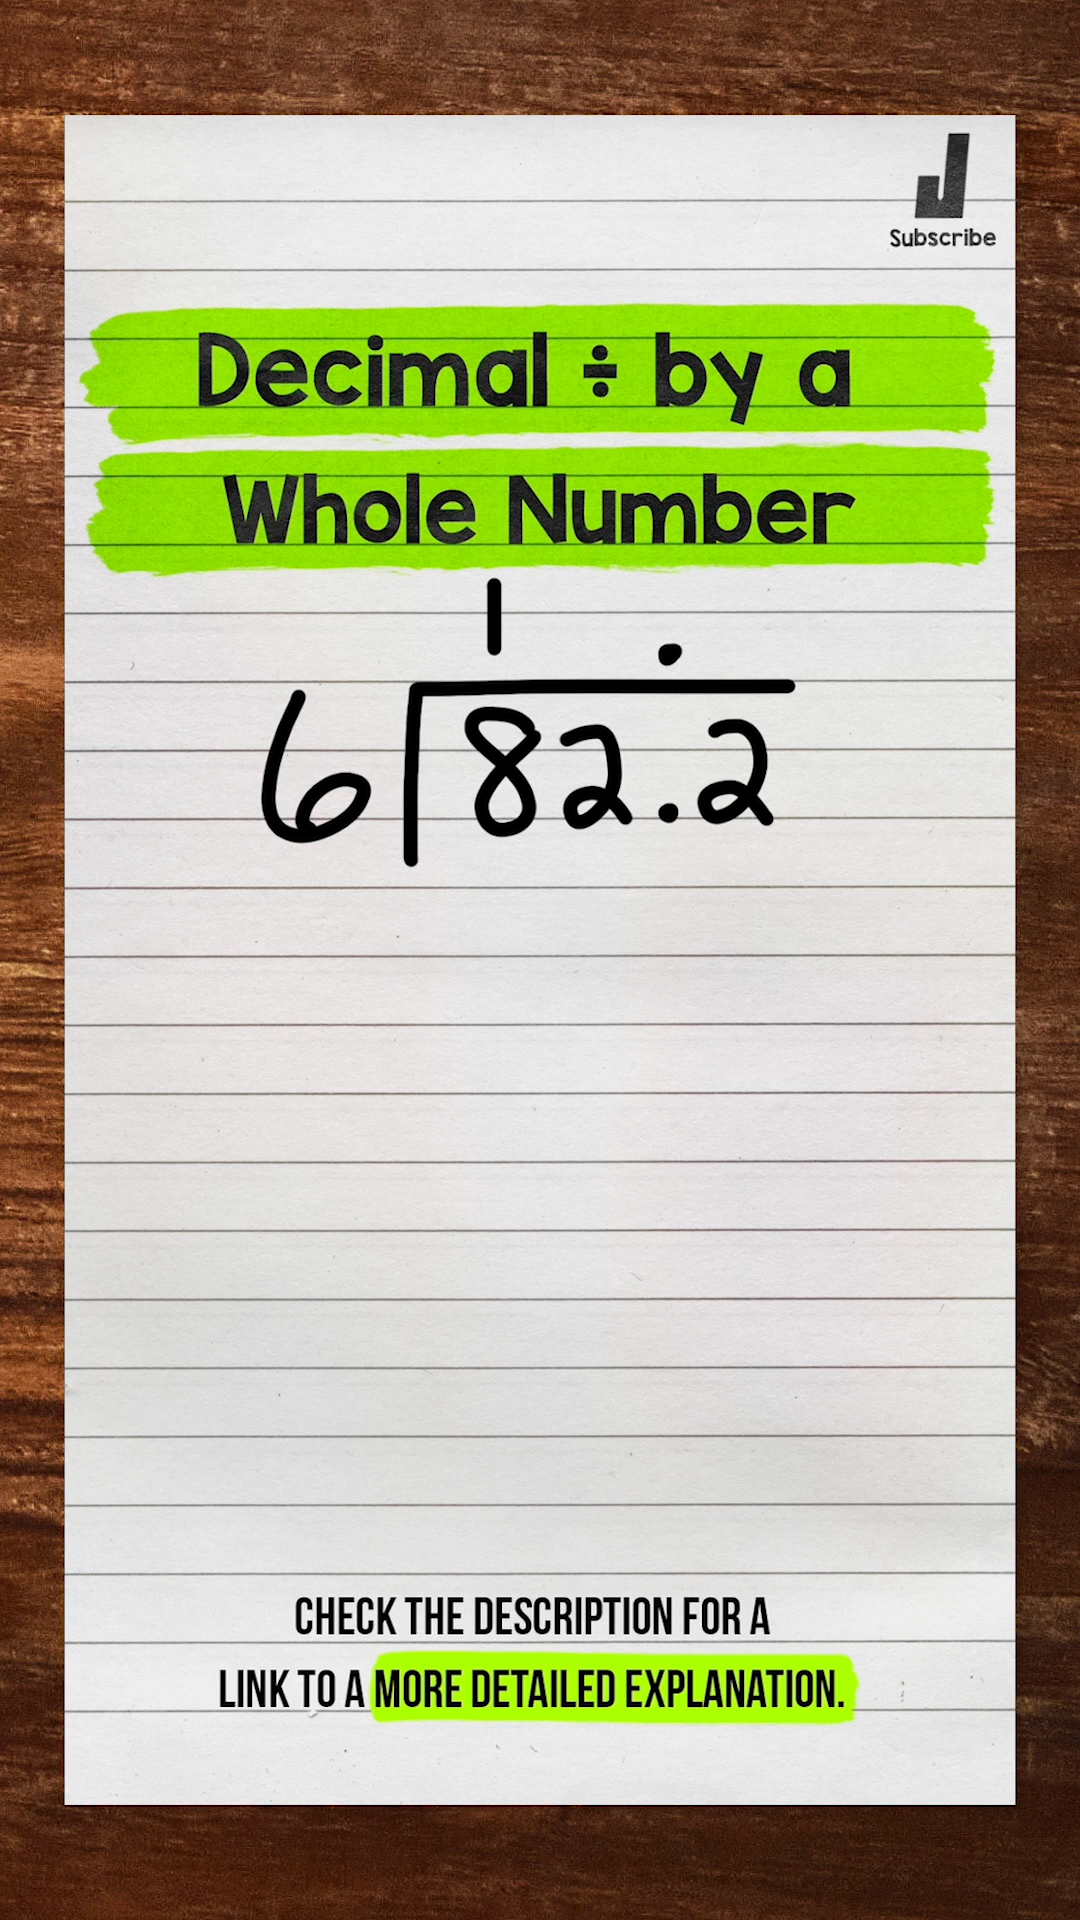 J
Subscribe
Decimal ÷ by a
Whole Number
1 .
6 82.2
CHECK THE DESCRIPTION FOR A
LINK TO A MORE DETAILED EXPLANATION.